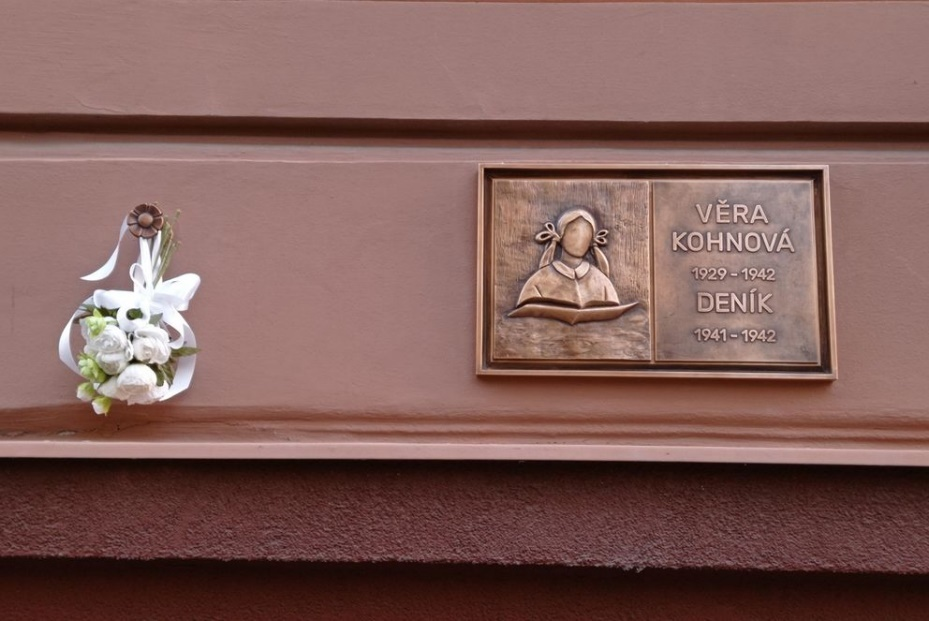 VĚRA
KOHNOVÁ
1929 - 1942
DENÍK
1941 - 1942